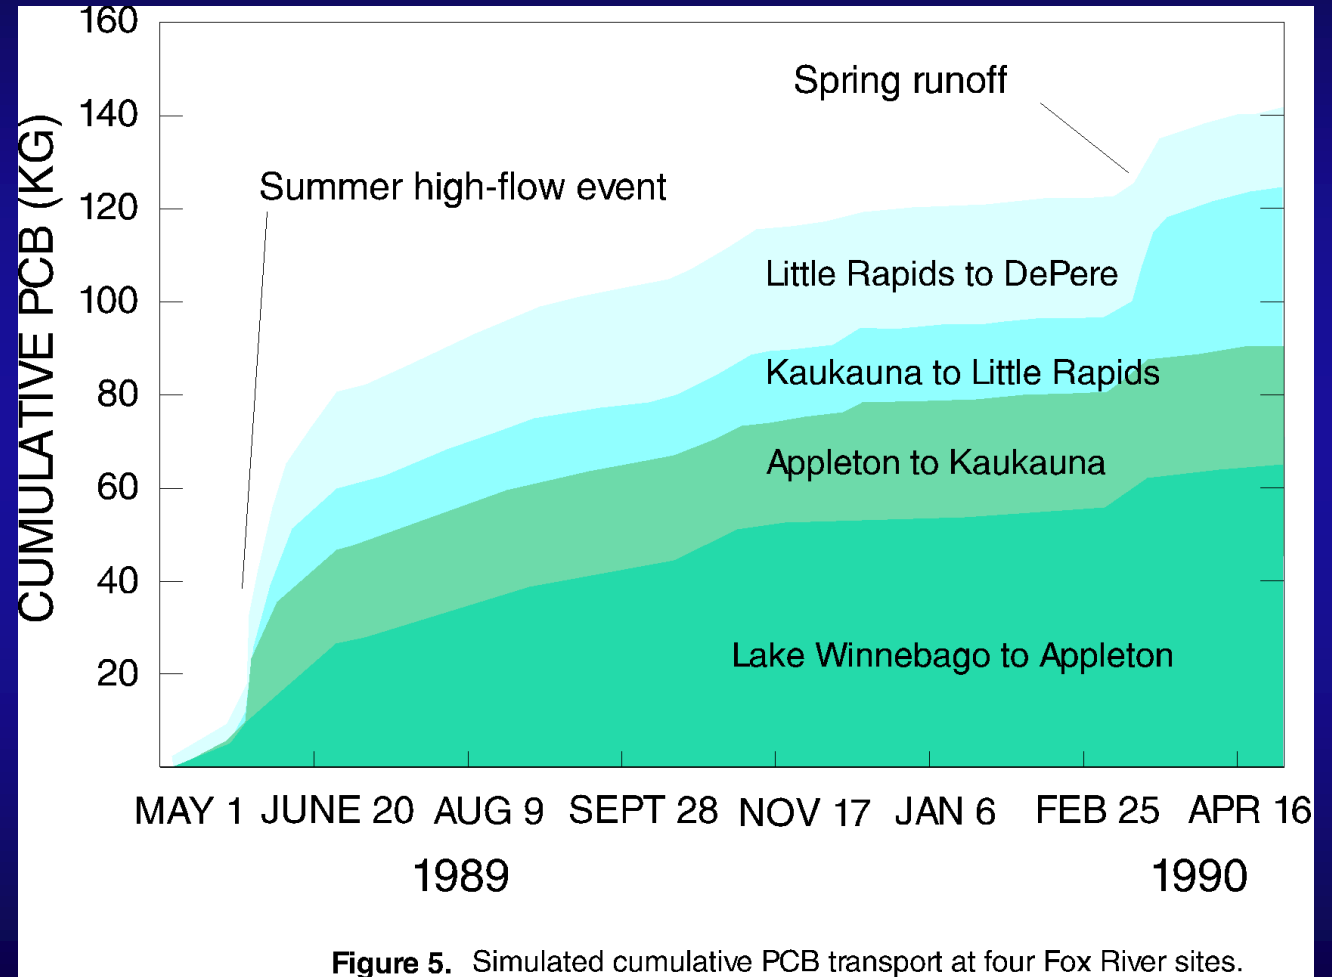 CUMULATIVE PCB (KG)
160
140
120
100
80
60
40
20
Spring runoff
Summer high-flow event
Little Rapids to DePere
Kaukauna to Little Rapids
Appleton to Kaukauna
Lake Winnebago to Appleton
MAY 1 JUNE 20 AUG 9 SEPT 28 NOV 17 JAN 6 FEB 25 APR 16
1989 1990
Figure 5. Simulated cumulative PCB transport at four Fox River sites.